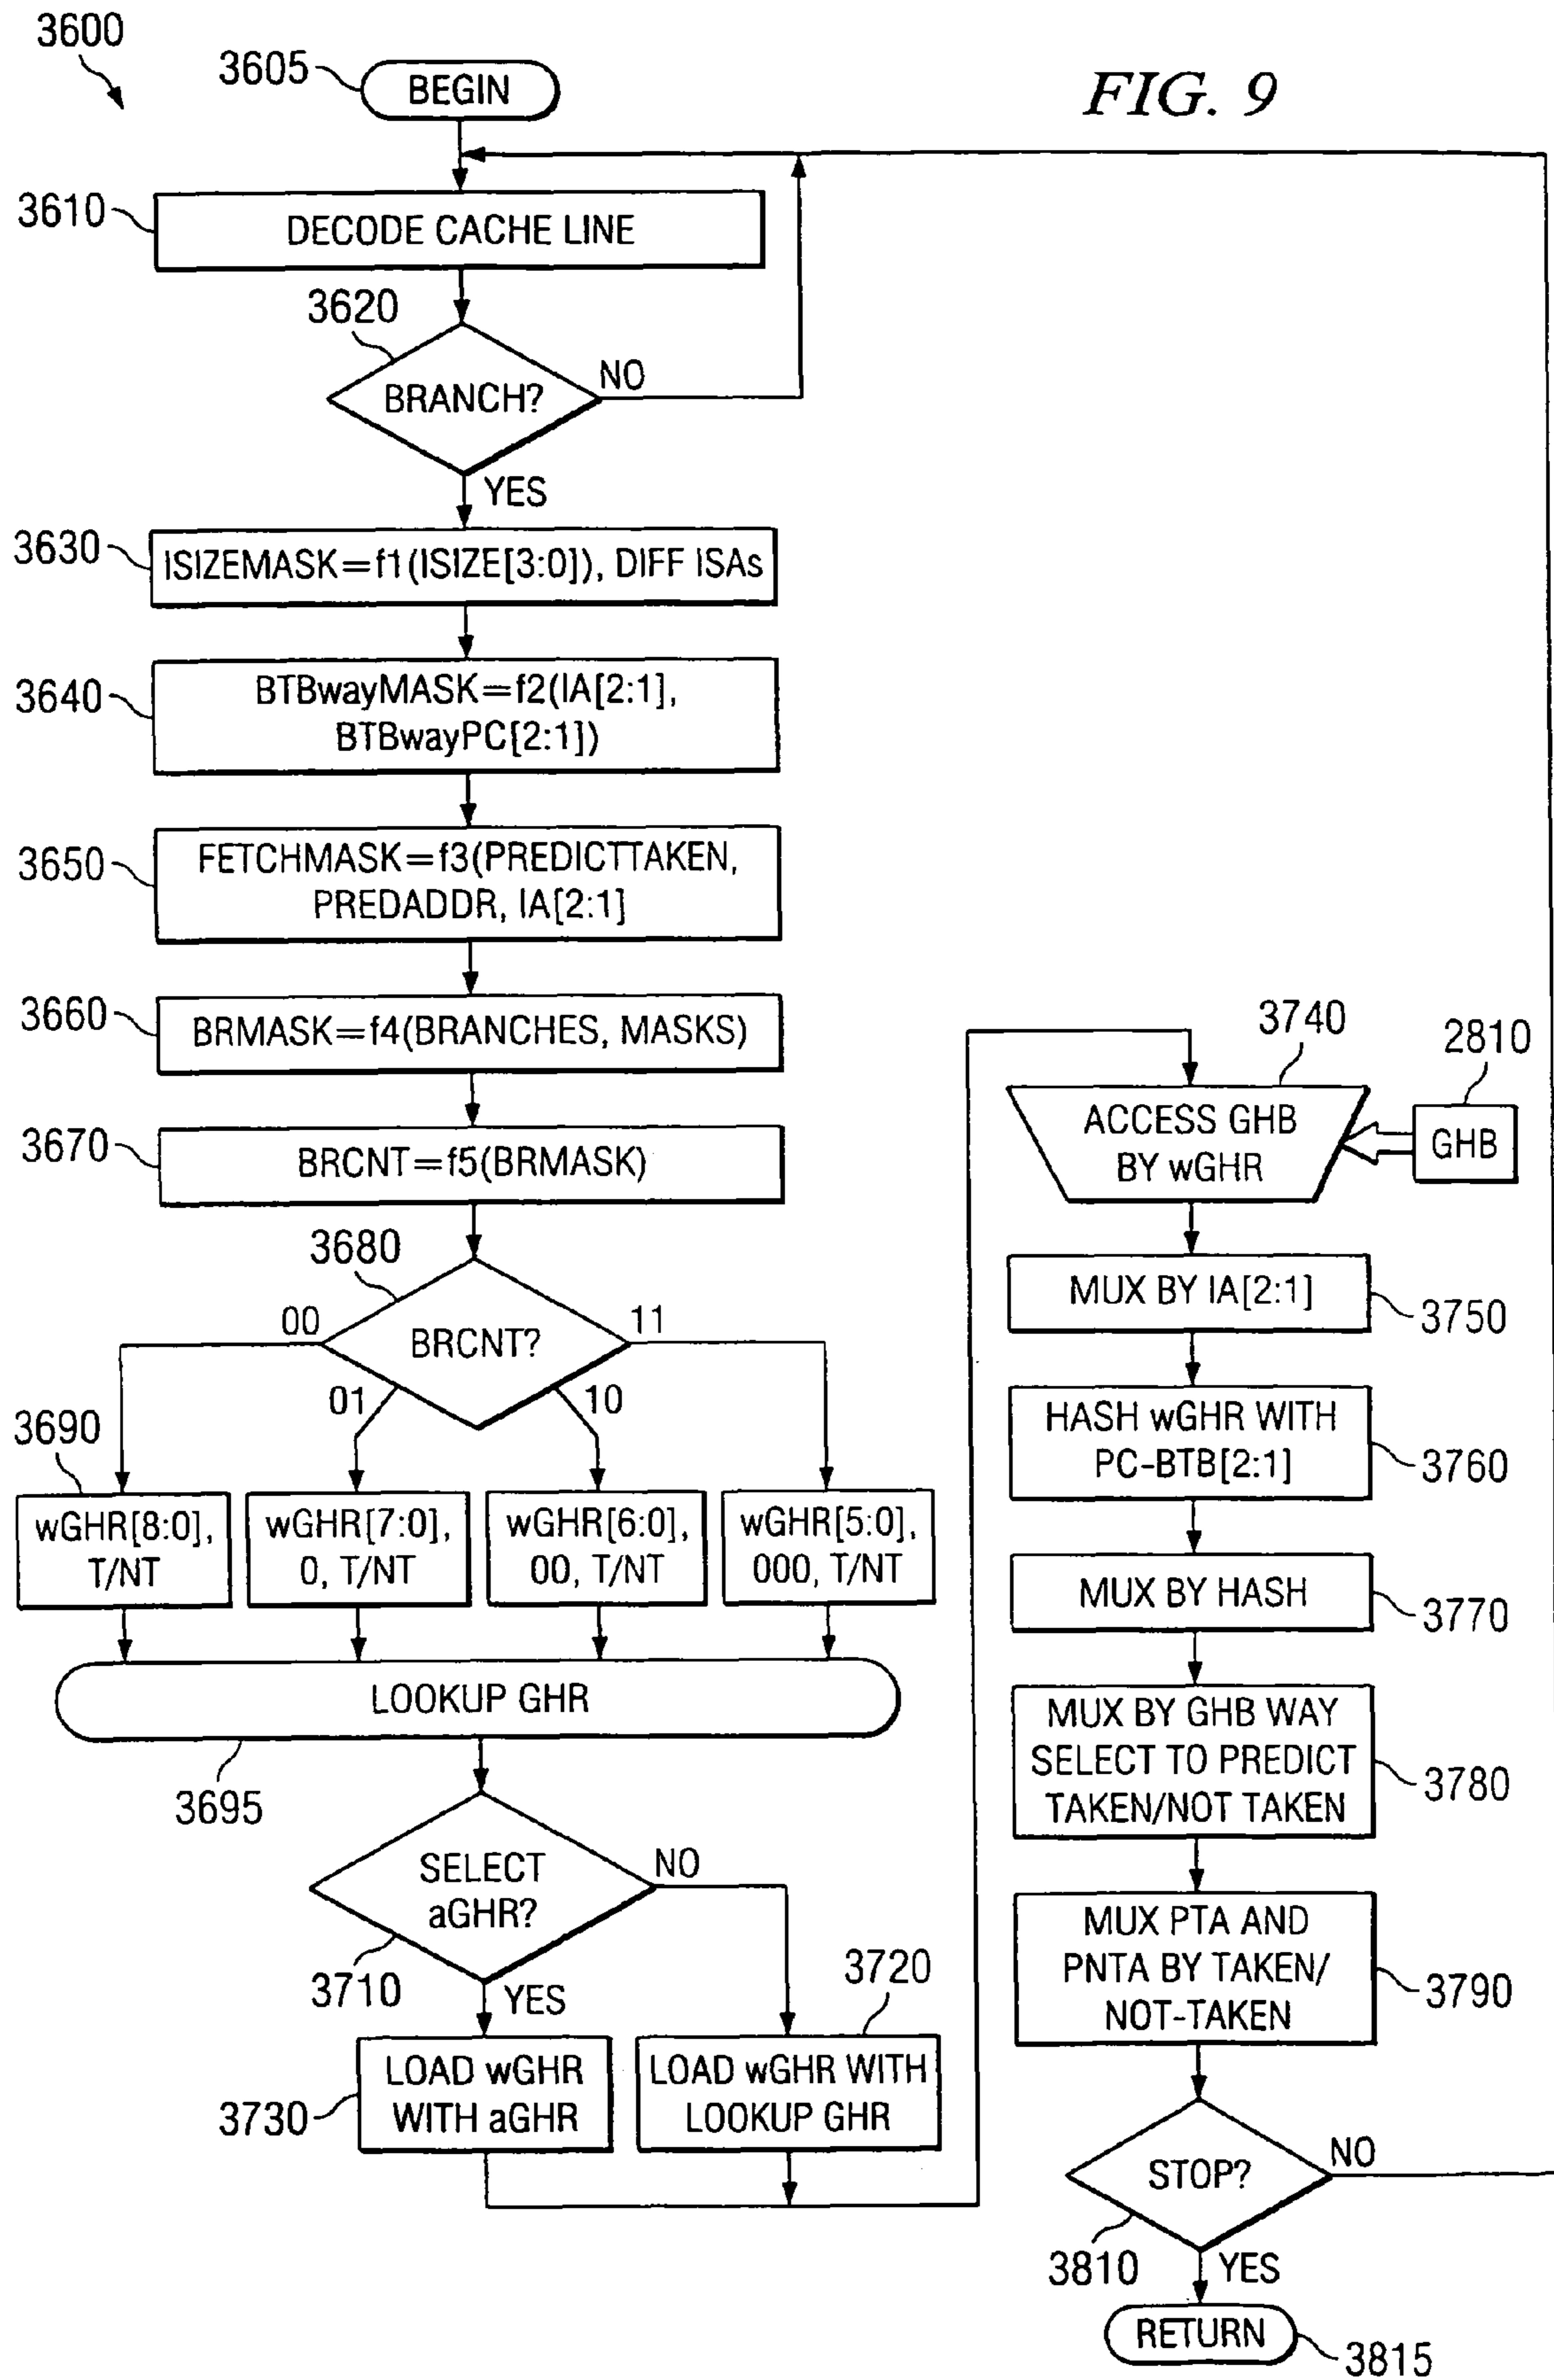 3600
3605
BEGIN
FIG. 9
3610
DECODE CACHE LINE
3620
BRANCH?
NO
YES
3630
ISIZEMASK=f1(ISIZE[3:0]), DIFF ISAs
3640
BTBwayMASK=f2(IA[2:1],
BTBwayPC[2:1])
3650
FETCHMASK=f3(PREDICTTAKEN,
PREDADDR, IA[2:1]
3660
BRMASK=f4(BRANCHES, MASKS)
3670
BRCNT=f5(BRMASK)
3680
BRCNT?
00
01
10
11
3690
wGHR[8:0],
T/NT
wGHR[7:0],
0, T/NT
wGHR[6:0],
00, T/NT
wGHR[5:0],
000, T/NT
LOOKUP GHR
3695
SELECT
aGHR?
NO
3710
YES
3720
3730
LOAD wGHR
WITH aGHR
LOAD wGHR WITH
LOOKUP GHR
3740
2810
ACCESS GHB
BY wGHR
GHB
MUX BY IA[2:1]
3750
HASH wGHR WITH
PC-BTB[2:1]
3760
MUX BY HASH
3770
MUX BY GHB WAY
SELECT TO PREDICT
TAKEN/NOT TAKEN
3780
MUX PTA AND
PNTA BY TAKEN/
NOT-TAKEN
3790
STOP?
NO
3810
YES
RETURN
3815